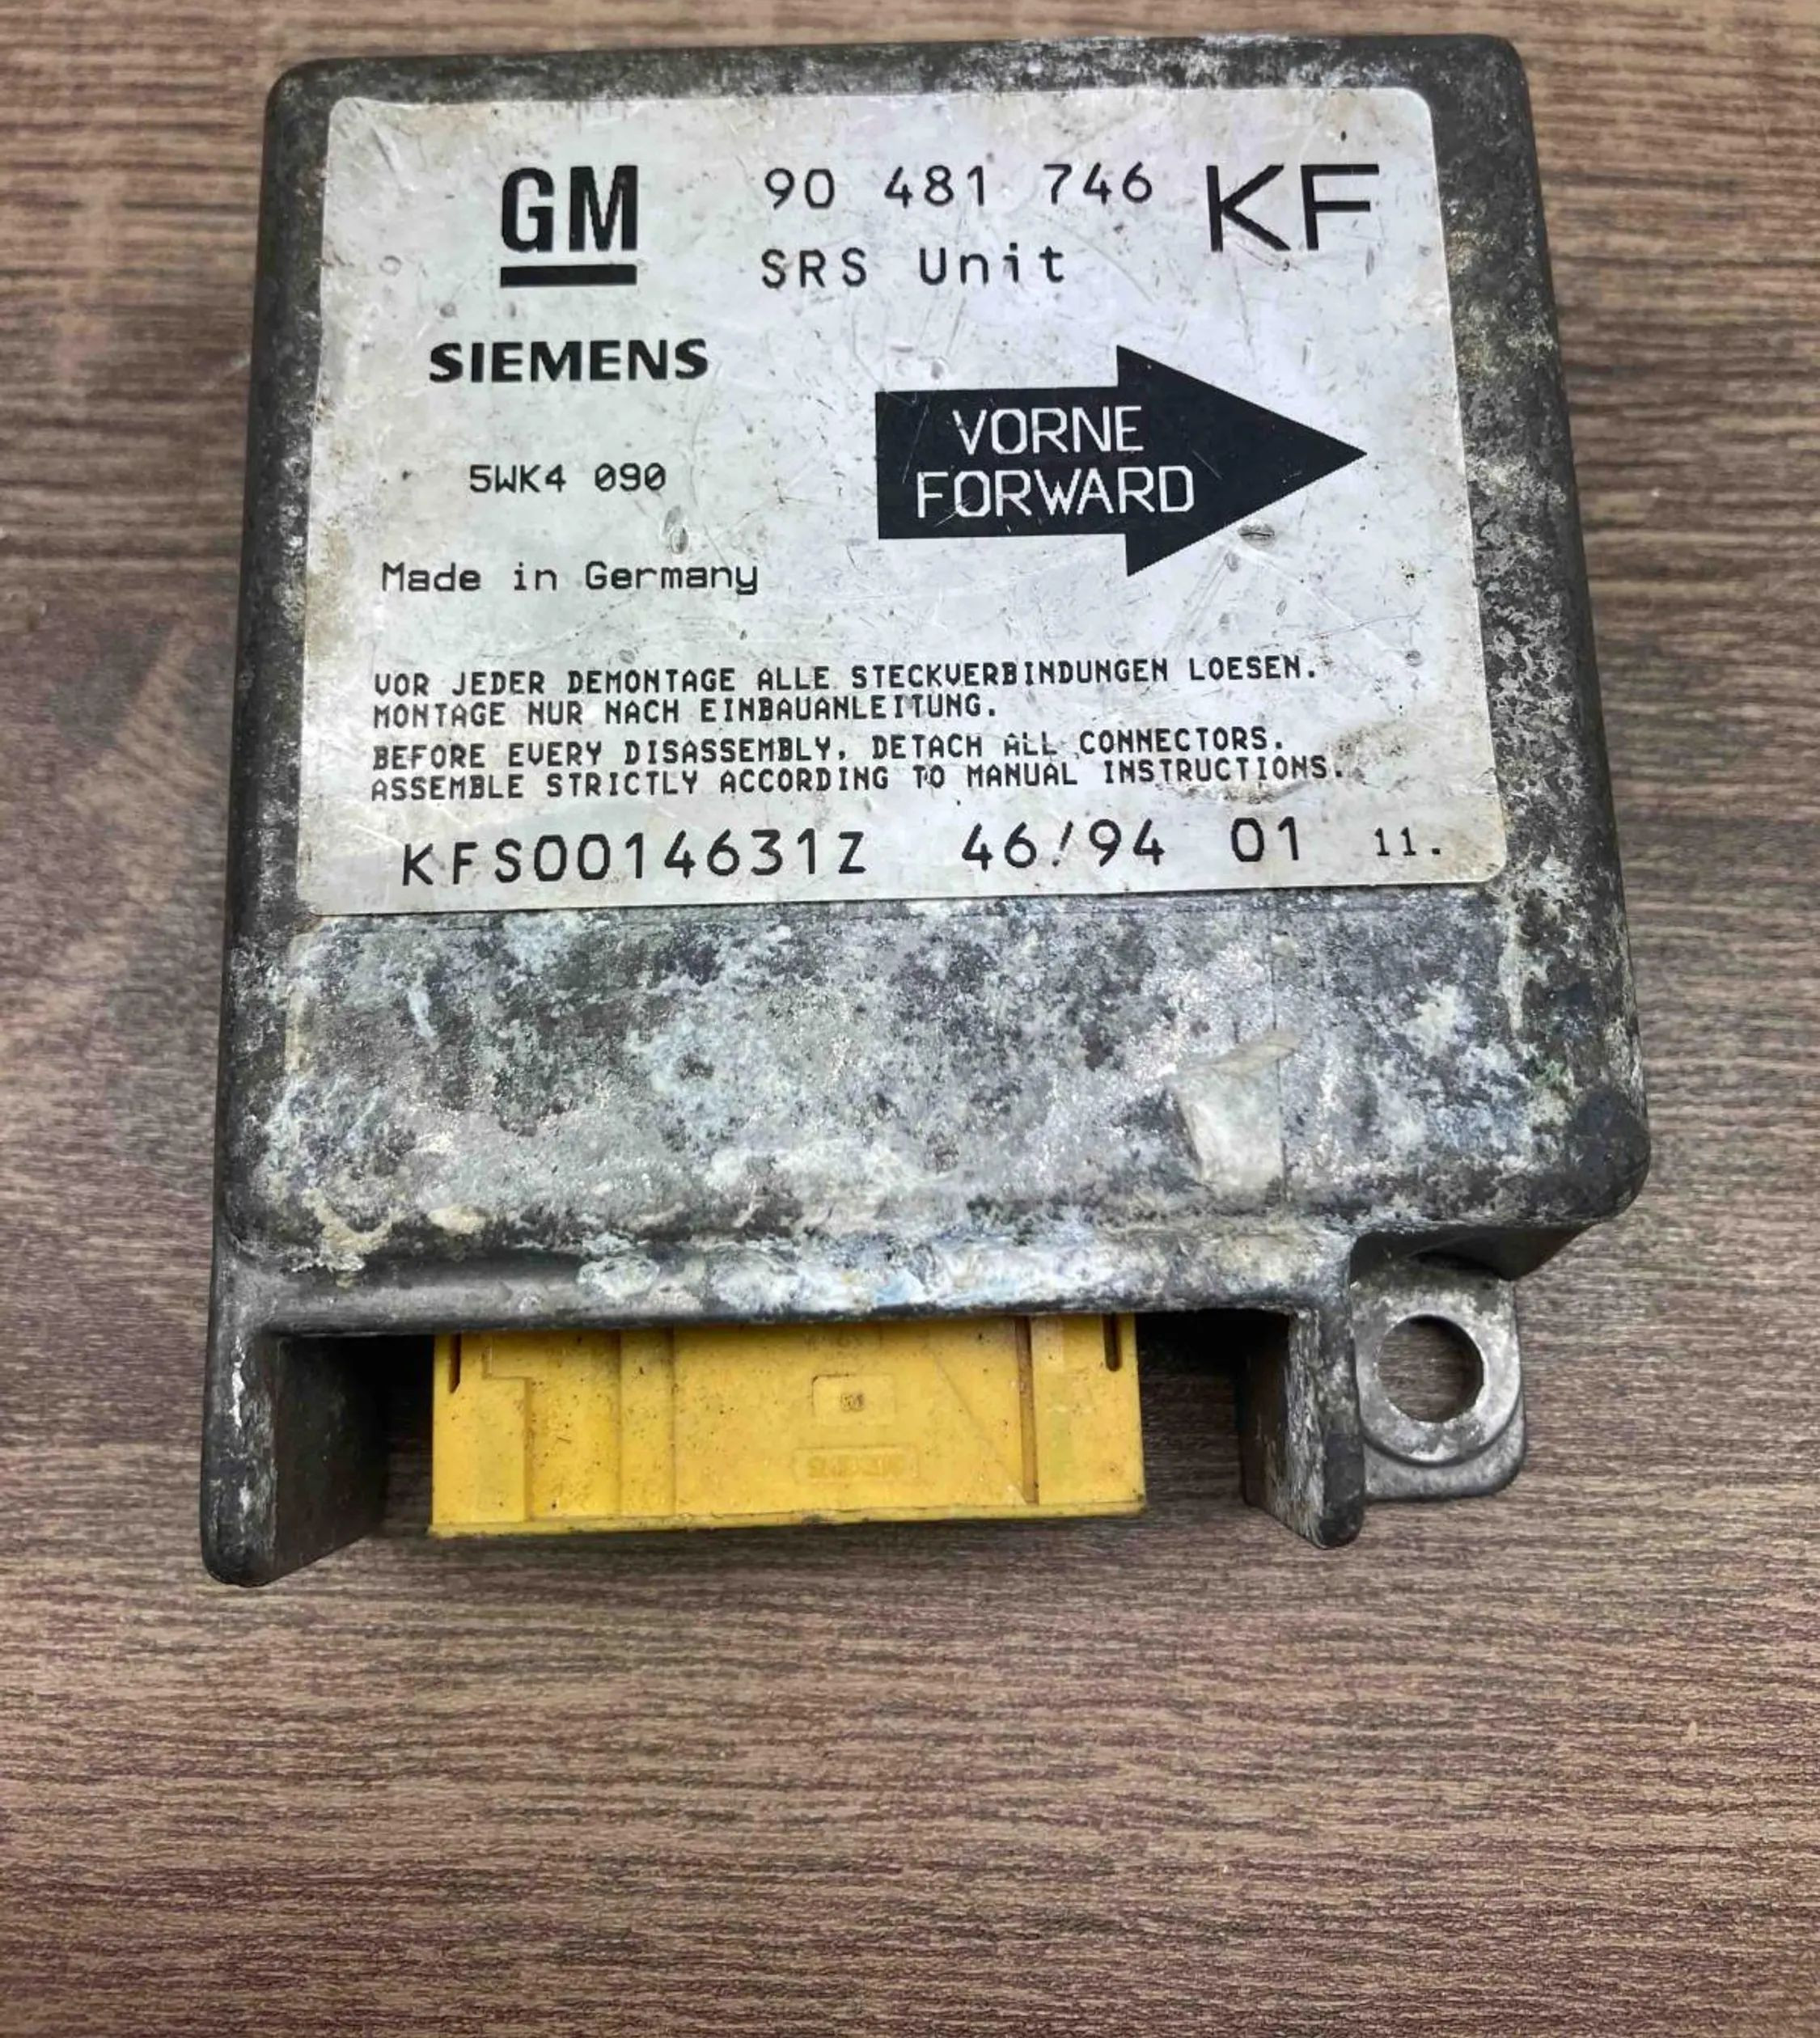 GM 90 481 746 KF
SRS Unit
SIEMENS
VORNE
FORWARD
5WK4 090
Made in Germany
VOR JEDER DEMONTAGE ALLE STECKVERBINDUNGEN LOESEN.
MONTAGE NUR NACH EINBAUANLEITUNG.
BEFORE EVERY DISASSEMBLY, DETACH ALL CONNECTORS.
ASSEMBLE STRICTLY ACCORDING TO MANUAL INSTRUCTIONS.
KFS0014631Z 46/94 01 11.